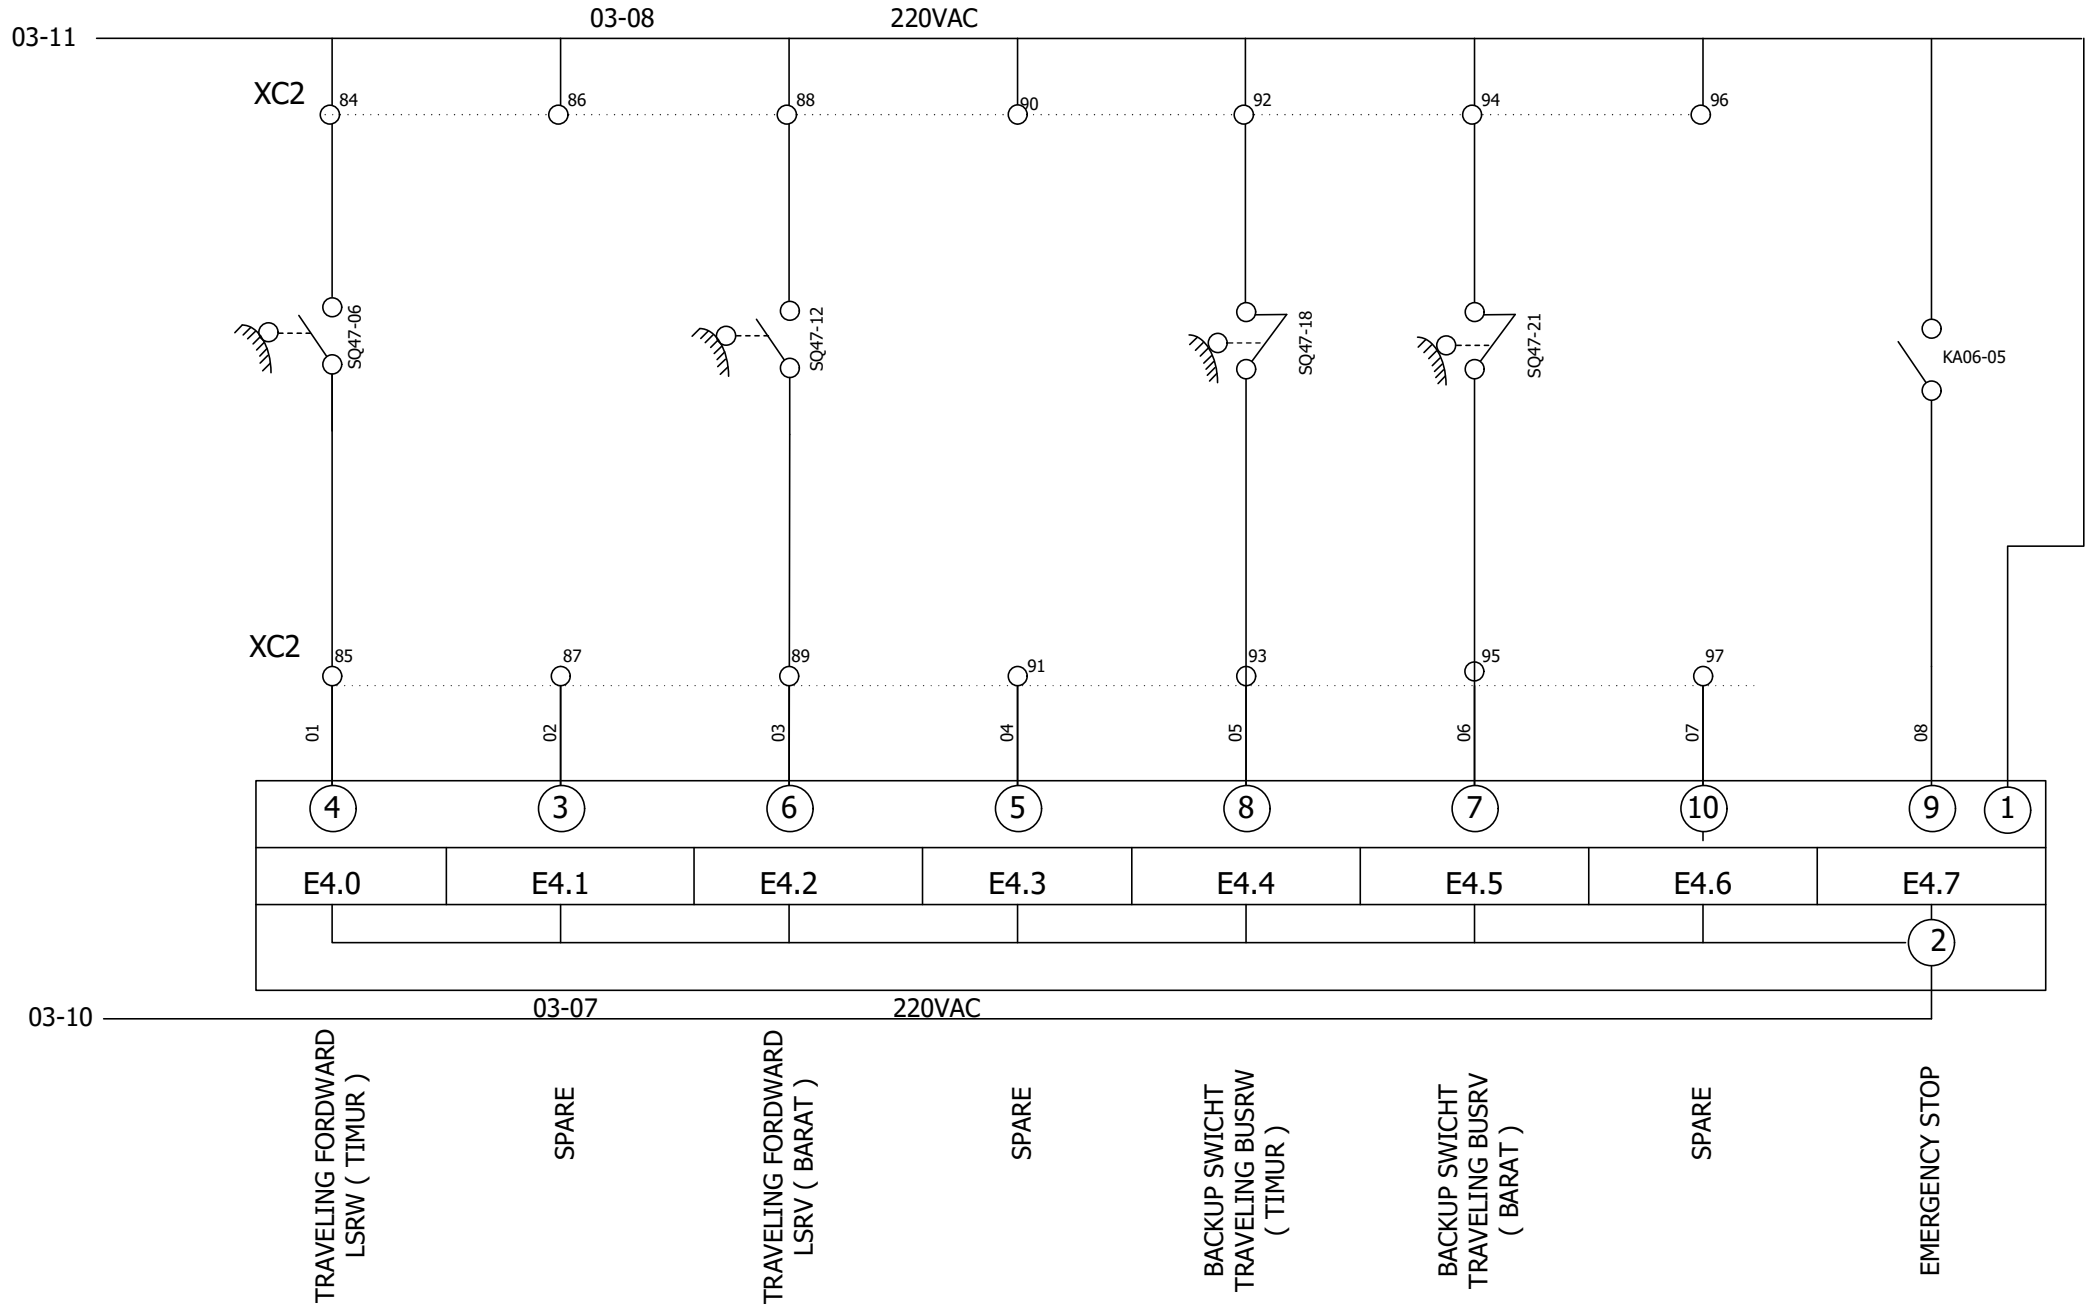 03-08 220VAC
03-11
XC2 84 86 88 90 92 94 96
SQ47-06 SQ47-12 SQ47-18 SQ47-21 KA06-05
XC2 85 87 89 91 93 95 97
01 02 03 04 05 06 07 08
4 3 6 5 8 7 10 9 1
E4.0 E4.1 E4.2 E4.3 E4.4 E4.5 E4.6 E4.7
2
03-07 220VAC
03-10
TRAVELING FORDWARD
LSRW ( TIMUR )
SPARE
TRAVELING FORDWARD
LSRV ( BARAT )
SPARE
BACKUP SWICHT
TRAVELING BUSRW
( TIMUR )
BACKUP SWICHT
TRAVELING BUSRV
( BARAT )
SPARE
EMERGENCY STOP